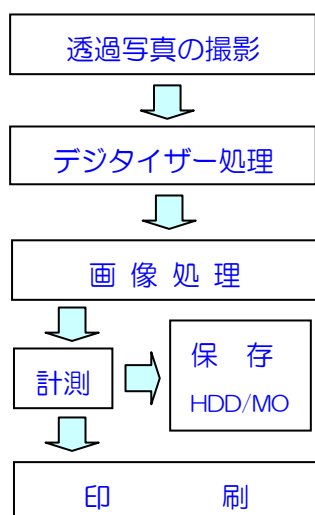 透過写真の撮影
デジタイザー処理
画 像 処 理
計測
保 存
HDD/MO
印 刷